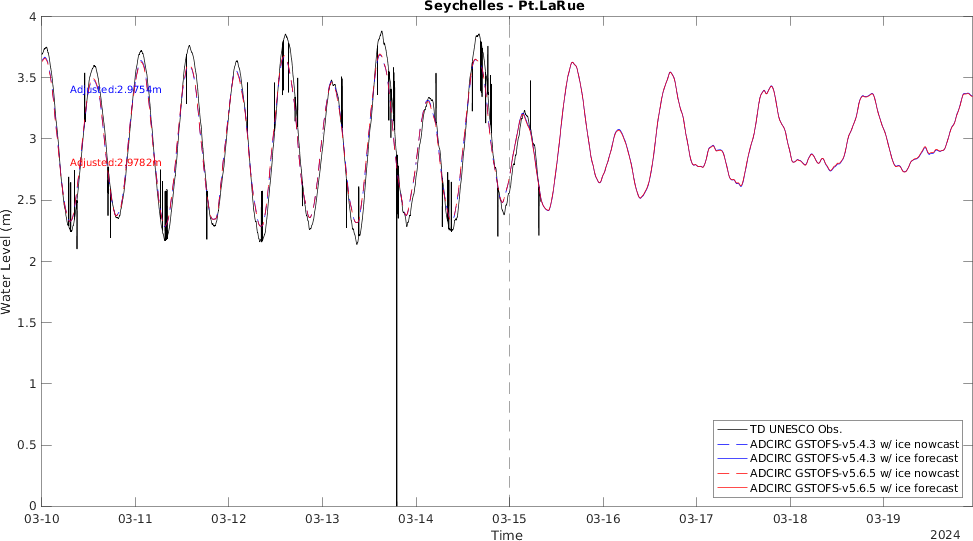 Seychelles - Pt.LaRue
4
3.5
3
2.5
2
1.5
1
0.5
0
Water Level (m)
Adjusted:2.9754m
Adjusted:2.9782m
TD UNESCO Obs.
ADCIRC GSTOFS-v5.4.3 w/ ice nowcast
ADCIRC GSTOFS-v5.4.3 w/ ice forecast
ADCIRC GSTOFS-v5.6.5 w/ ice nowcast
ADCIRC GSTOFS-v5.6.5 w/ ice forecast
03-10 03-11 03-12 03-13 03-14 03-15 03-16 03-17 03-18 03-19
Time
2024